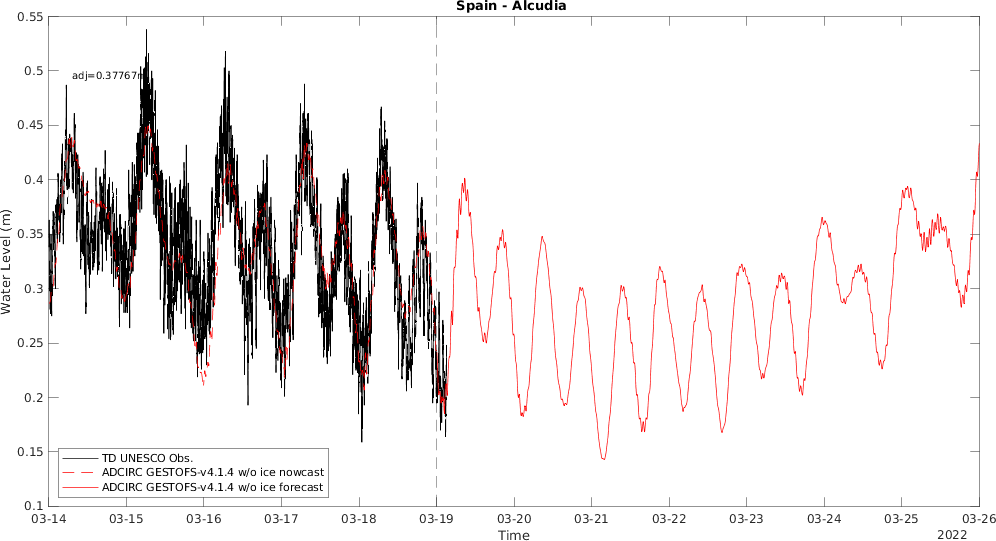 Spain - Alcudia
0.55
0.5
0.45
0.4
0.35
0.3
0.25
0.2
0.15
0.1
Water Level (m)
adj=0.37767m
TD UNESCO Obs.
ADCIRC GESTOFS-v4.1.4 w/o ice nowcast
ADCIRC GESTOFS-v4.1.4 w/o ice forecast
03-14 03-15 03-16 03-17 03-18 03-19 03-20 03-21 03-22 03-23 03-24 03-25 03-26
Time
2022